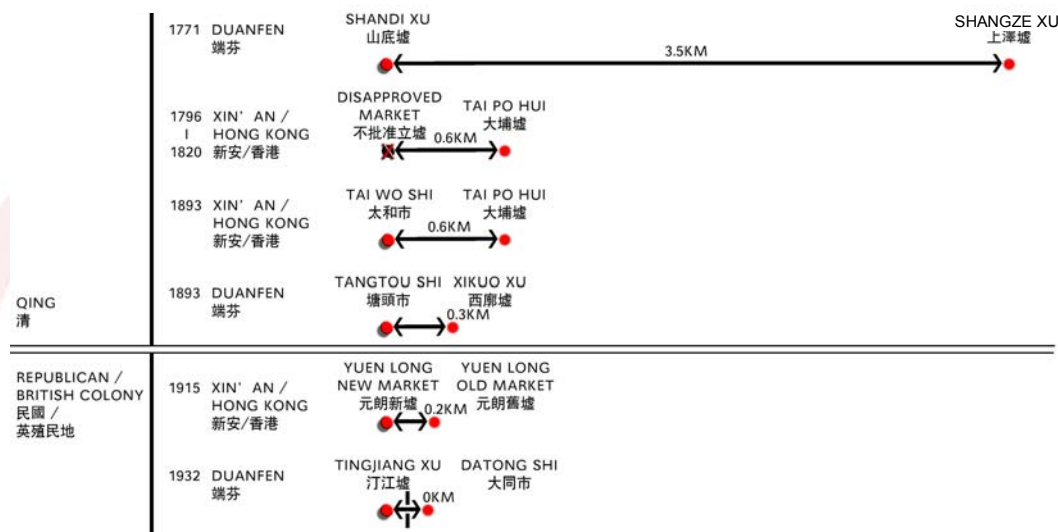 1771 DUANFEN
端芬
SHANDI XU
山底墟
3.5KM
SHANGZE XU
上澤墟
1796
|
1820
XIN' AN /
HONG KONG
新安/香港
DISAPPROVED
MARKET
不批准立墟
0.6KM
TAI PO HUI
大埔墟
1893 XIN' AN /
HONG KONG
新安/香港
TAI WO SHI
太和市
0.6KM
TAI PO HUI
大埔墟
QING
清
1893 DUANFEN
端芬
TANGTOU SHI
塘頭市
0.3KM
XIKUO XU
西廓墟
REPUBLICAN /
BRITISH COLONY
民國 /
英殖民地
1915 XIN' AN /
HONG KONG
新安/香港
YUEN LONG
NEW MARKET
元朗新墟
0.2KM
YUEN LONG
OLD MARKET
元朗舊墟
1932 DUANFEN
端芬
TINGJIANG XU
汀江墟
0KM
DATONG SHI
大同市